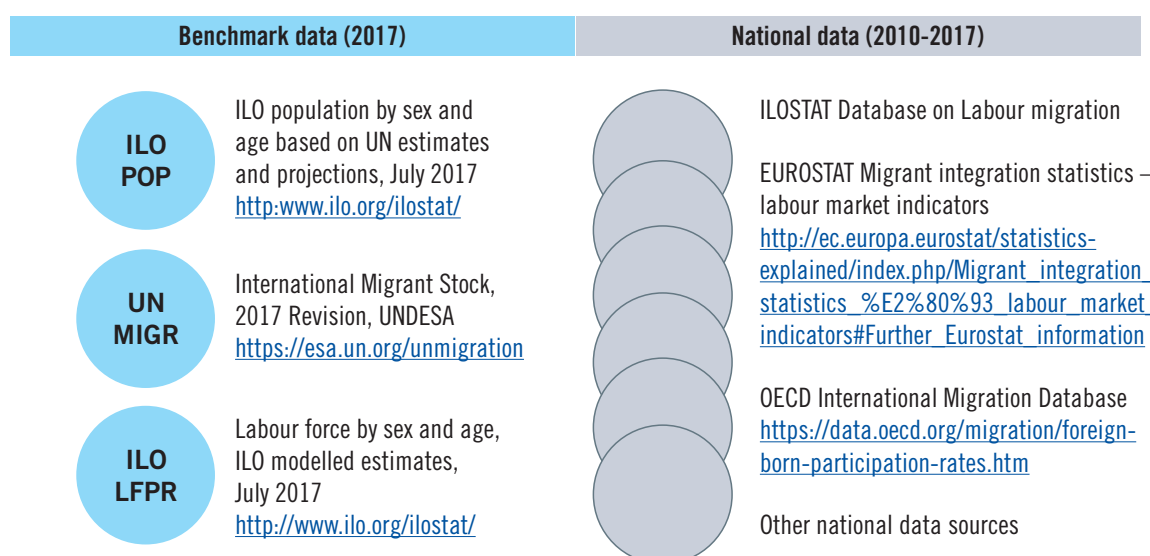 Benchmark data (2017)
ILO
POP
ILO population by sex and
age based on UN estimates
and projections, July 2017
http:www.ilo.org/ilostat/
UN
MIGR
International Migrant Stock,
2017 Revision, UNDESA
https://esa.un.org/unmigration
ILO
LFPR
Labour force by sex and age,
ILO modelled estimates,
July 2017
http://www.ilo.org/ilostat/
National data (2010-2017)
ILOSTAT Database on Labour migration
EUROSTAT Migrant integration statistics –
labour market indicators
http://ec.europa.eurostat/statistics-
explained/index.php/Migrant_integration_
statistics_%E2%80%93_labour_market_
indicators#Further_Eurostat_information
OECD International Migration Database
https://data.oecd.org/migration/foreign-
born-participation-rates.htm
Other national data sources